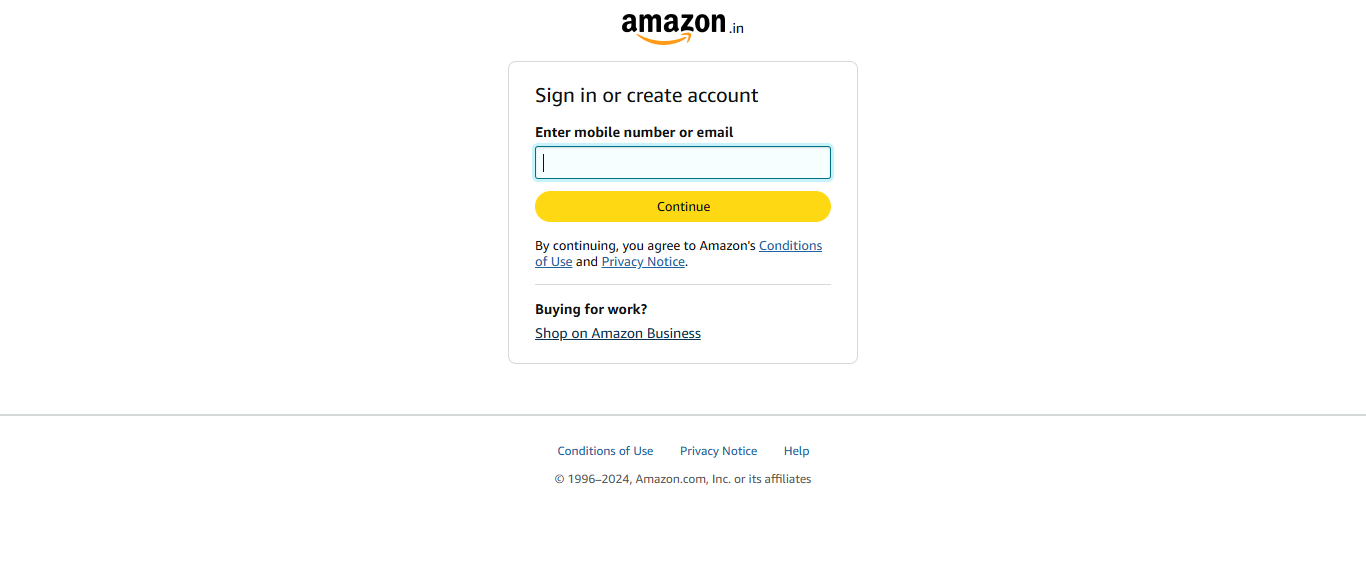 amazon.in
Sign in or create account
Enter mobile number or email
Continue
By continuing, you agree to Amazon's Conditions
of Use and Privacy Notice.
Buying for work?
Shop on Amazon Business
Conditions of Use Privacy Notice Help
© 1996–2024, Amazon.com, Inc. or its affiliates